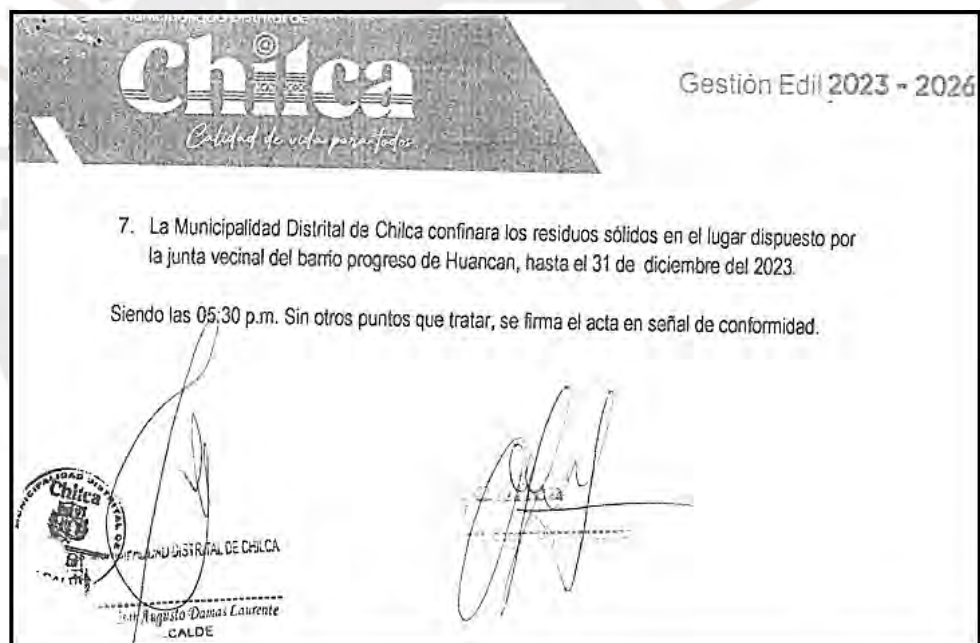 Municipalidad Distrital de
Chilca
Calidad de vida para todos
Gestión Edil 2023 - 2026
7. La Municipalidad Distrital de Chilca confinara los residuos sólidos en el lugar dispuesto por
la junta vecinal del barrio progreso de Huancan, hasta el 31 de diciembre del 2023.
Siendo las 05:30 p.m. Sin otros puntos que tratar, se firma el acta en señal de conformidad.
Chilca
DISTRITAL DE CHILCA
Augusto Damas Laurente
CALDE